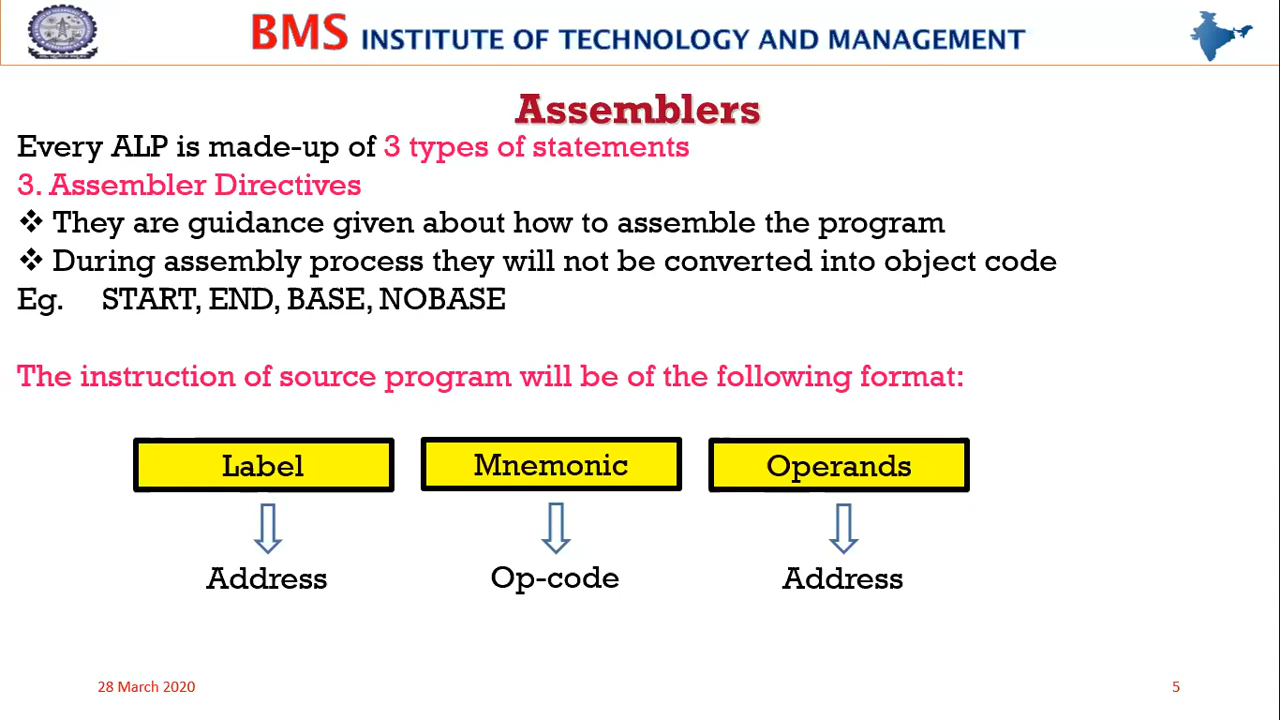 BMS INSTITUTE OF TECHNOLOGY AND MANAGEMENT
Assemblers
Every ALP is made-up of 3 types of statements
3. Assembler Directives
❖ They are guidance given about how to assemble the program
❖ During assembly process they will not be converted into object code
Eg. START, END, BASE, NOBASE
The instruction of source program will be of the following format:
Label Mnemonic Operands
Address Op-code Address
28 March 2020 5